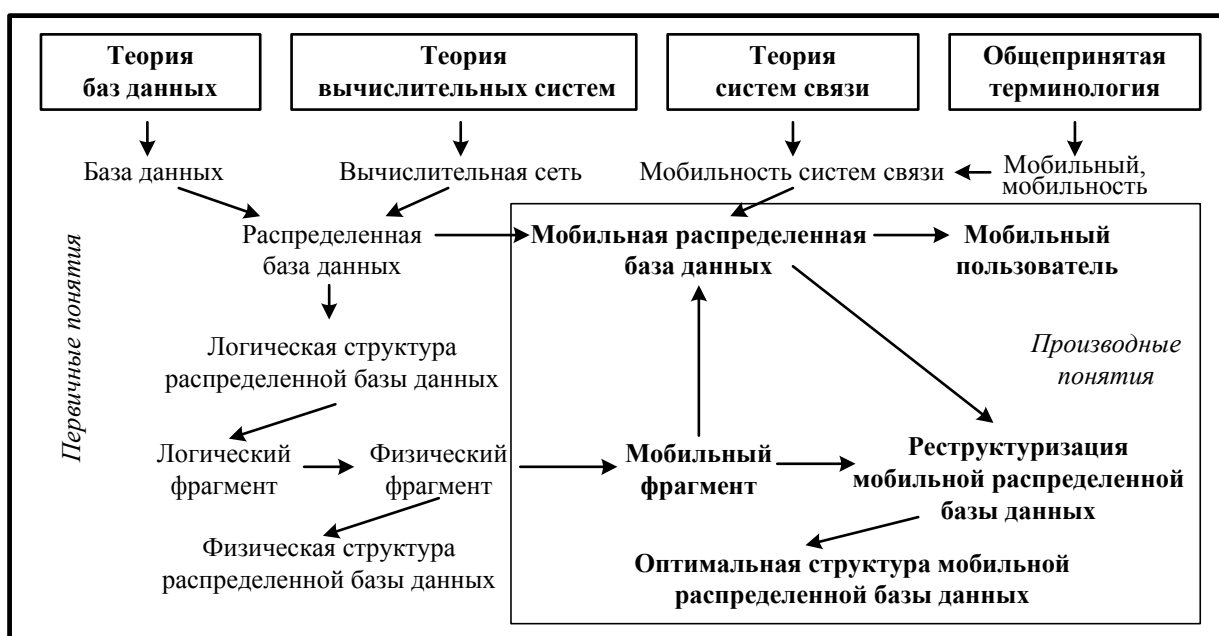 Теория
баз данных
Теория
вычислительных систем
Теория
систем связи
Общепринятая
терминология
База данных
Вычислительная сеть
Мобильность систем связи
Мобильный,
мобильность
Первичные понятия
Распределенная
база данных
Мобильная распределенная
база данных
Мобильный
пользователь
Логическая структура
распределенной базы данных
Производные
понятия
Логический
фрагмент
Физический
фрагмент
Мобильный
фрагмент
Реструктуризация
мобильной распределенной
базы данных
Физическая структура
распределенной базы данных
Оптимальная структура мобильной
распределенной базы данных